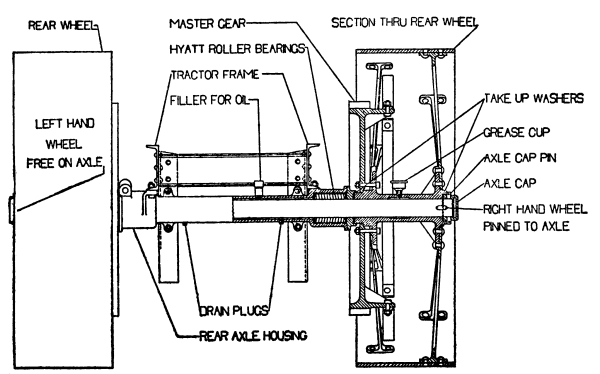 REAR WHEEL
MASTER GEAR
SECTION THRU REAR WHEEL
HYATT ROLLER BEARINGS
TRACTOR FRAME
FILLER FOR OIL
LEFT HAND
WHEEL
FREE ON AXLE
TAKE UP WASHERS
GREASE CUP
AXLE CAP PIN
AXLE CAP
RIGHT HAND WHEEL
PINNED TO AXLE
DRAIN PLUGS
REAR AXLE HOUSING